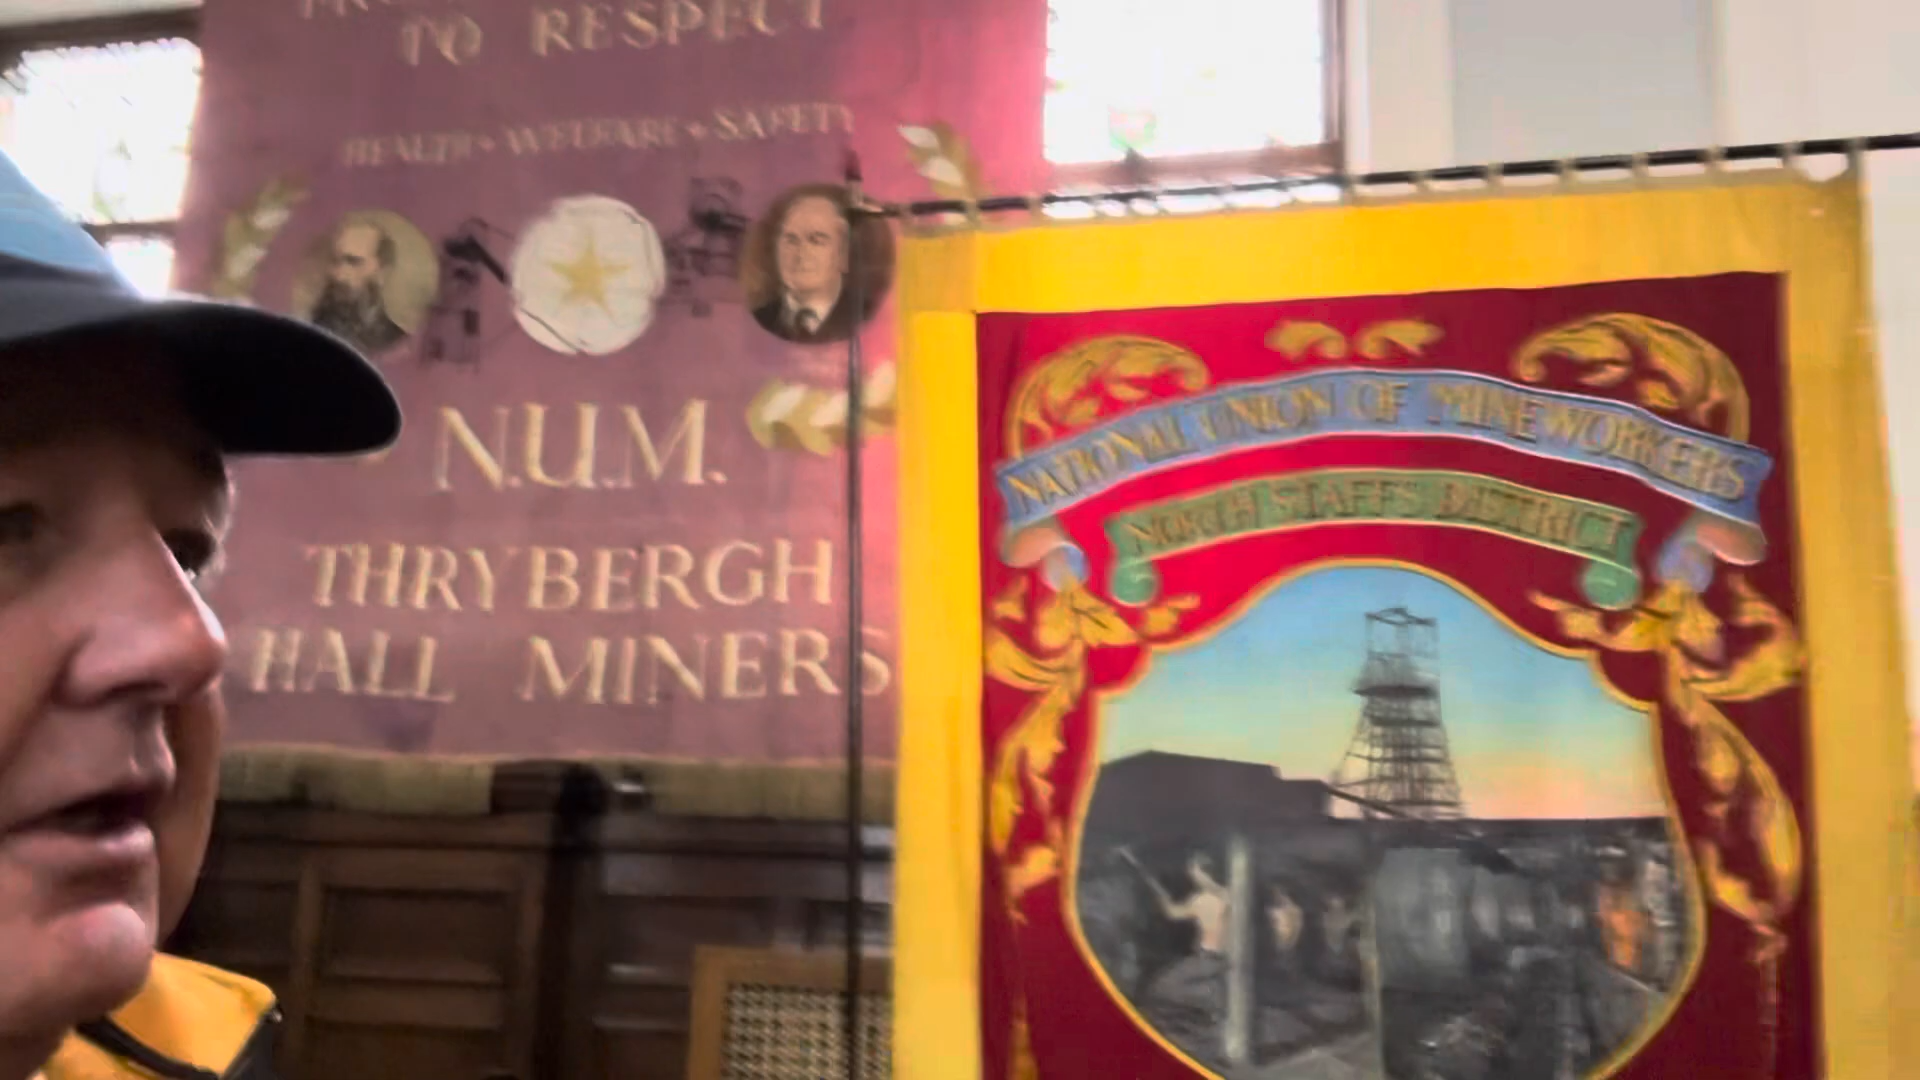 TO RESPECT
HEALTH • WELFARE • SAFETY
N.U.M.
THRYBERGH
HALL MINERS
NATIONAL UNION OF MINEWORKERS
NORTH STAFFS DISTRICT